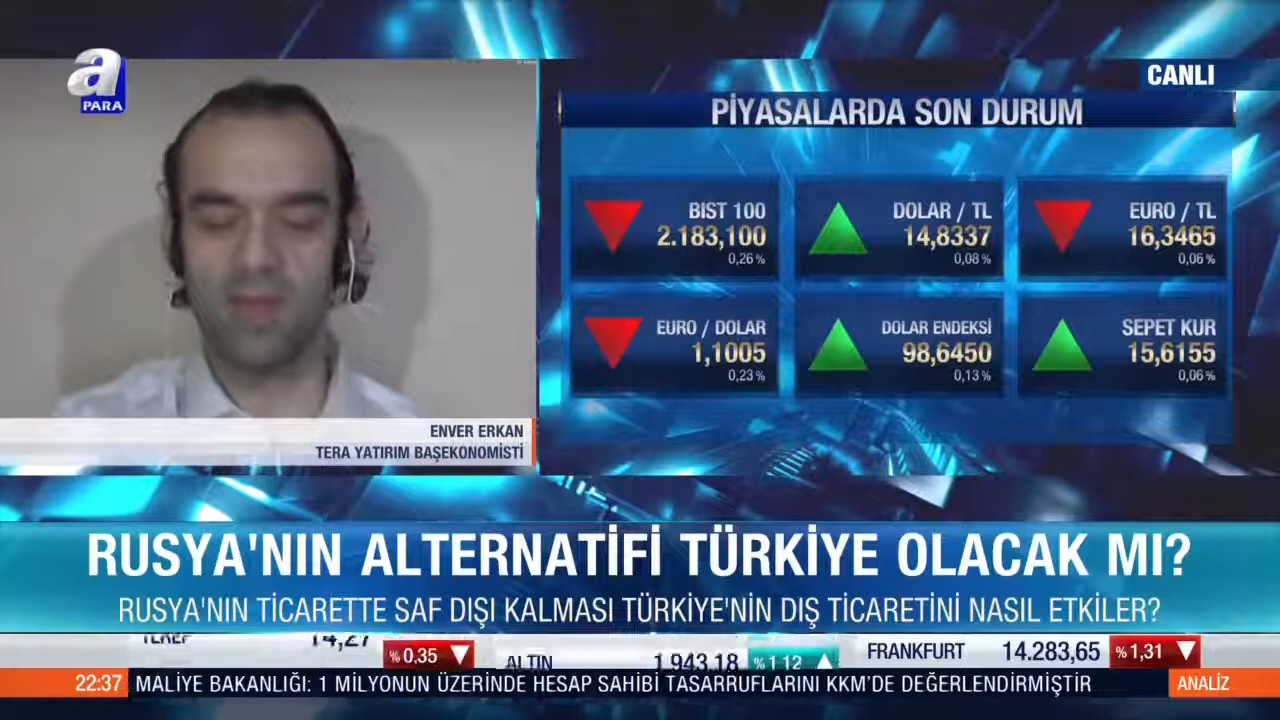 a
PARA
CANLI
PİYASALARDA SON DURUM
BIST 100
2.183,100
0,26 %
DOLAR / TL
14,8337
0,08 %
EURO / TL
16,3465
0,06 %
EURO / DOLAR
1,1005
0,23 %
DOLAR ENDEKSİ
98,6450
0,13 %
SEPET KUR
15,6155
0,06 %
ENVER ERKAN
TERA YATIRIM BAŞEKONOMİSTİ
RUSYA'NIN ALTERNATİFİ TÜRKİYE OLACAK MI?
RUSYA'NIN TİCARETTE SAF DIŞI KALMASI TÜRKİYE'NİN DIŞ TİCARETİNİ NASIL ETKİLER?
14,27
% 0,35
ALTIN
1.943,18
% 1,12
FRANKFURT
14.283,65
% 1,31
22:37
MALİYE BAKANLIĞI: 1 MİLYONUN ÜZERİNDE HESAP SAHİBİ TASARRUFLARINI KKM'DE DEĞERLENDİRMİŞTİR
ANALİZ